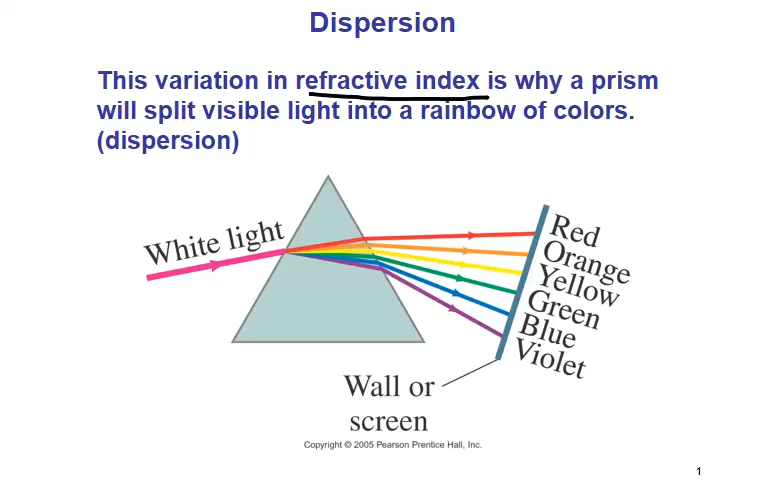 Dispersion
This variation in refractive index is why a prism
will split visible light into a rainbow of colors.
(dispersion)
White light
Red
Orange
Yellow
Green
Blue
Violet
Wall or
screen
Copyright © 2005 Pearson Prentice Hall, Inc.
1